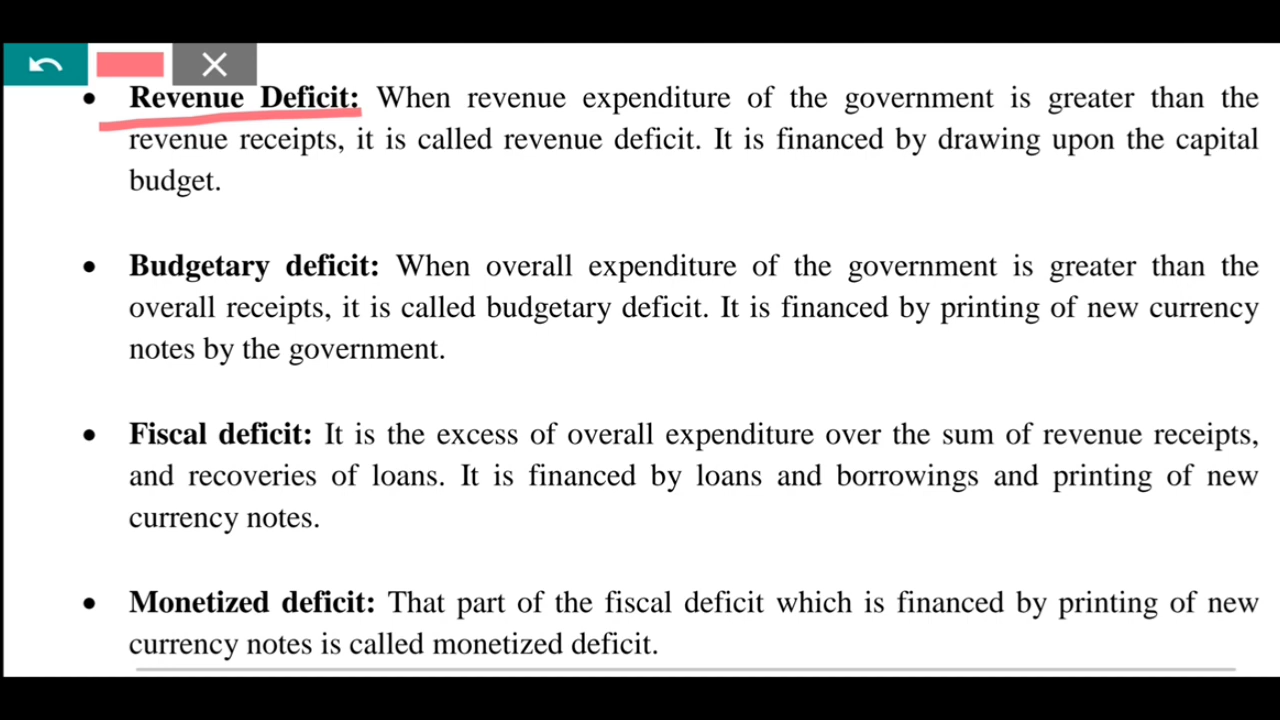 • Revenue Deficit: When revenue expenditure of the government is greater than the
revenue receipts, it is called revenue deficit. It is financed by drawing upon the capital
budget.
• Budgetary deficit: When overall expenditure of the government is greater than the
overall receipts, it is called budgetary deficit. It is financed by printing of new currency
notes by the government.
• Fiscal deficit: It is the excess of overall expenditure over the sum of revenue receipts,
and recoveries of loans. It is financed by loans and borrowings and printing of new
currency notes.
• Monetized deficit: That part of the fiscal deficit which is financed by printing of new
currency notes is called monetized deficit.